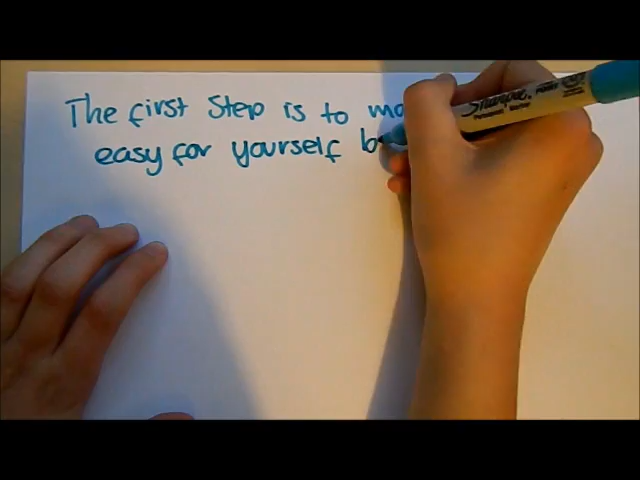 The first Step is to
easy for yourself
Sharpie